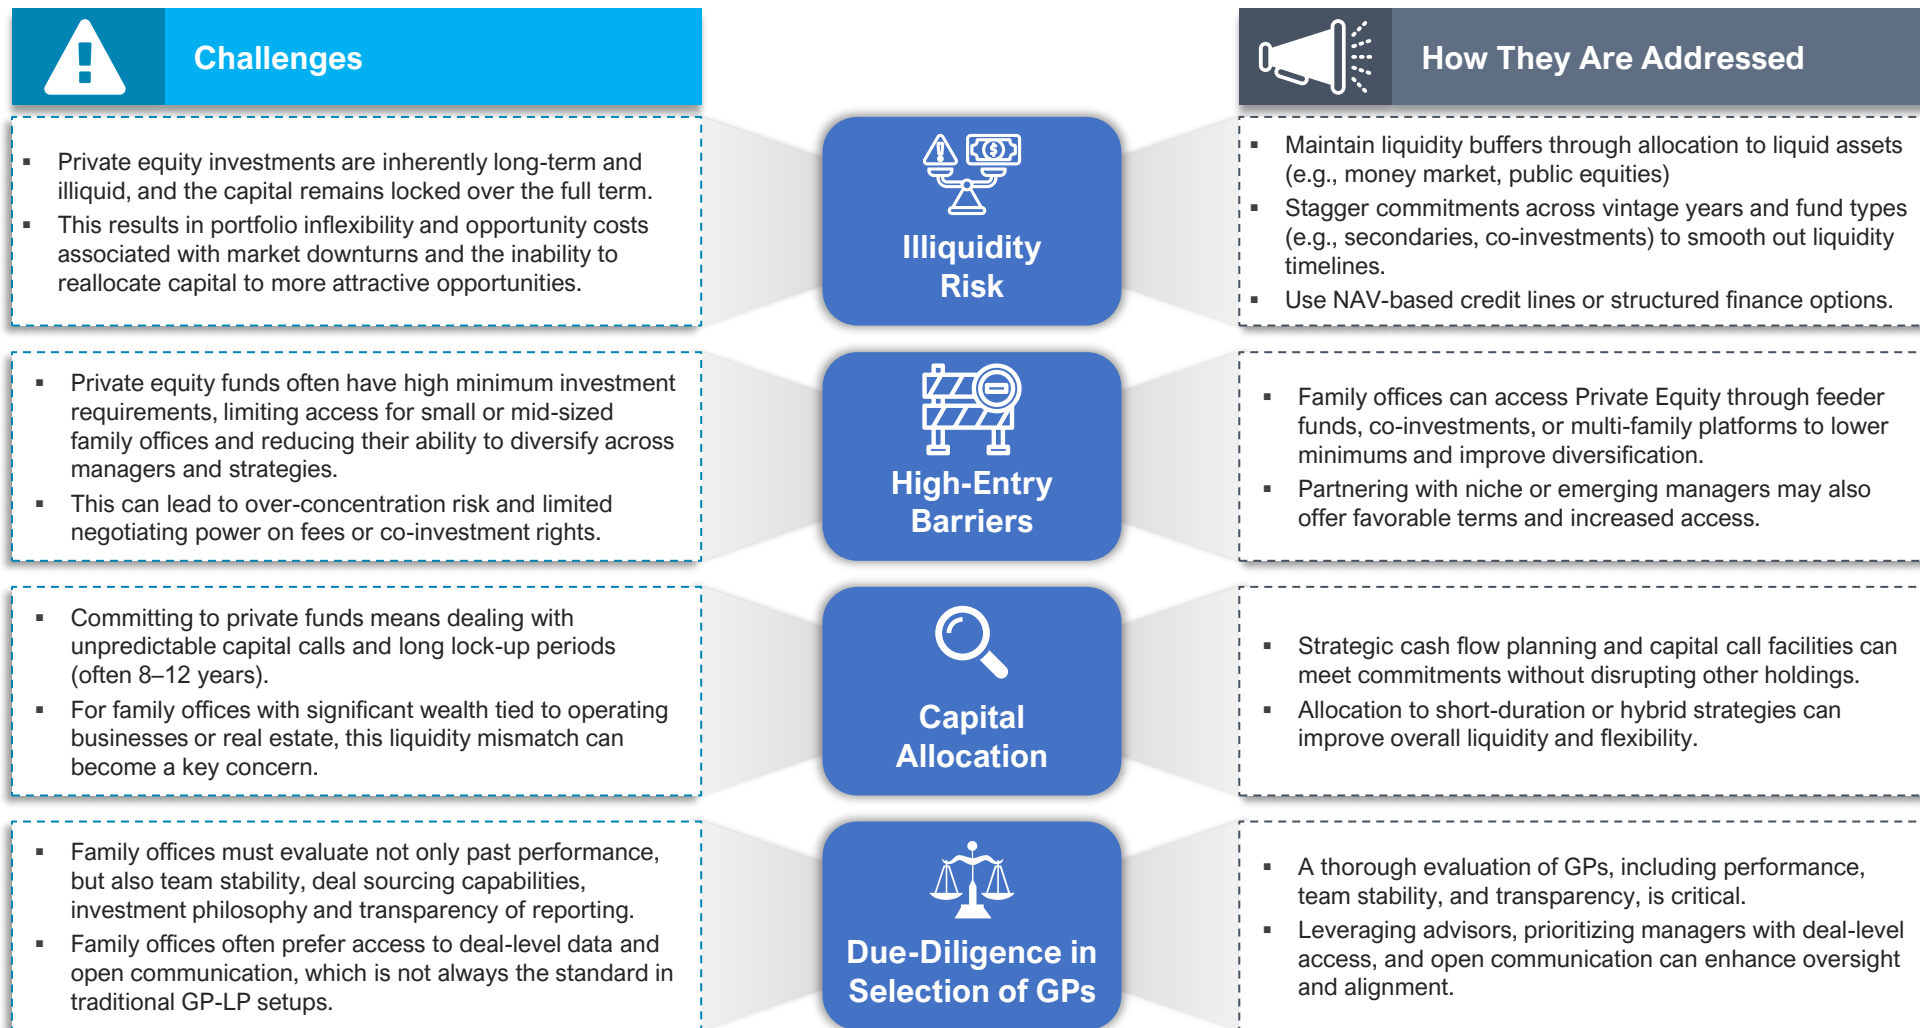 Challenges
How They Are Addressed
▪ Private equity investments are inherently long-term and
illiquid, and the capital remains locked over the full term.
▪ This results in portfolio inflexibility and opportunity costs
associated with market downturns and the inability to
reallocate capital to more attractive opportunities.
Illiquidity
Risk
▪ Maintain liquidity buffers through allocation to liquid assets
(e.g., money market, public equities)
▪ Stagger commitments across vintage years and fund types
(e.g., secondaries, co-investments) to smooth out liquidity
timelines.
▪ Use NAV-based credit lines or structured finance options.
▪ Private equity funds often have high minimum investment
requirements, limiting access for small or mid-sized
family offices and reducing their ability to diversify across
managers and strategies.
▪ This can lead to over-concentration risk and limited
negotiating power on fees or co-investment rights.
High-Entry
Barriers
▪ Family offices can access Private Equity through feeder
funds, co-investments, or multi-family platforms to lower
minimums and improve diversification.
▪ Partnering with niche or emerging managers may also
offer favorable terms and increased access.
▪ Committing to private funds means dealing with
unpredictable capital calls and long lock-up periods
(often 8–12 years).
▪ For family offices with significant wealth tied to operating
businesses or real estate, this liquidity mismatch can
become a key concern.
Capital
Allocation
▪ Strategic cash flow planning and capital call facilities can
meet commitments without disrupting other holdings.
▪ Allocation to short-duration or hybrid strategies can
improve overall liquidity and flexibility.
▪ Family offices must evaluate not only past performance,
but also team stability, deal sourcing capabilities,
investment philosophy and transparency of reporting.
▪ Family offices often prefer access to deal-level data and
open communication, which is not always the standard in
traditional GP-LP setups.
Due-Diligence in
Selection of GPs
▪ A thorough evaluation of GPs, including performance,
team stability, and transparency, is critical.
▪ Leveraging advisors, prioritizing managers with deal-level
access, and open communication can enhance oversight
and alignment.